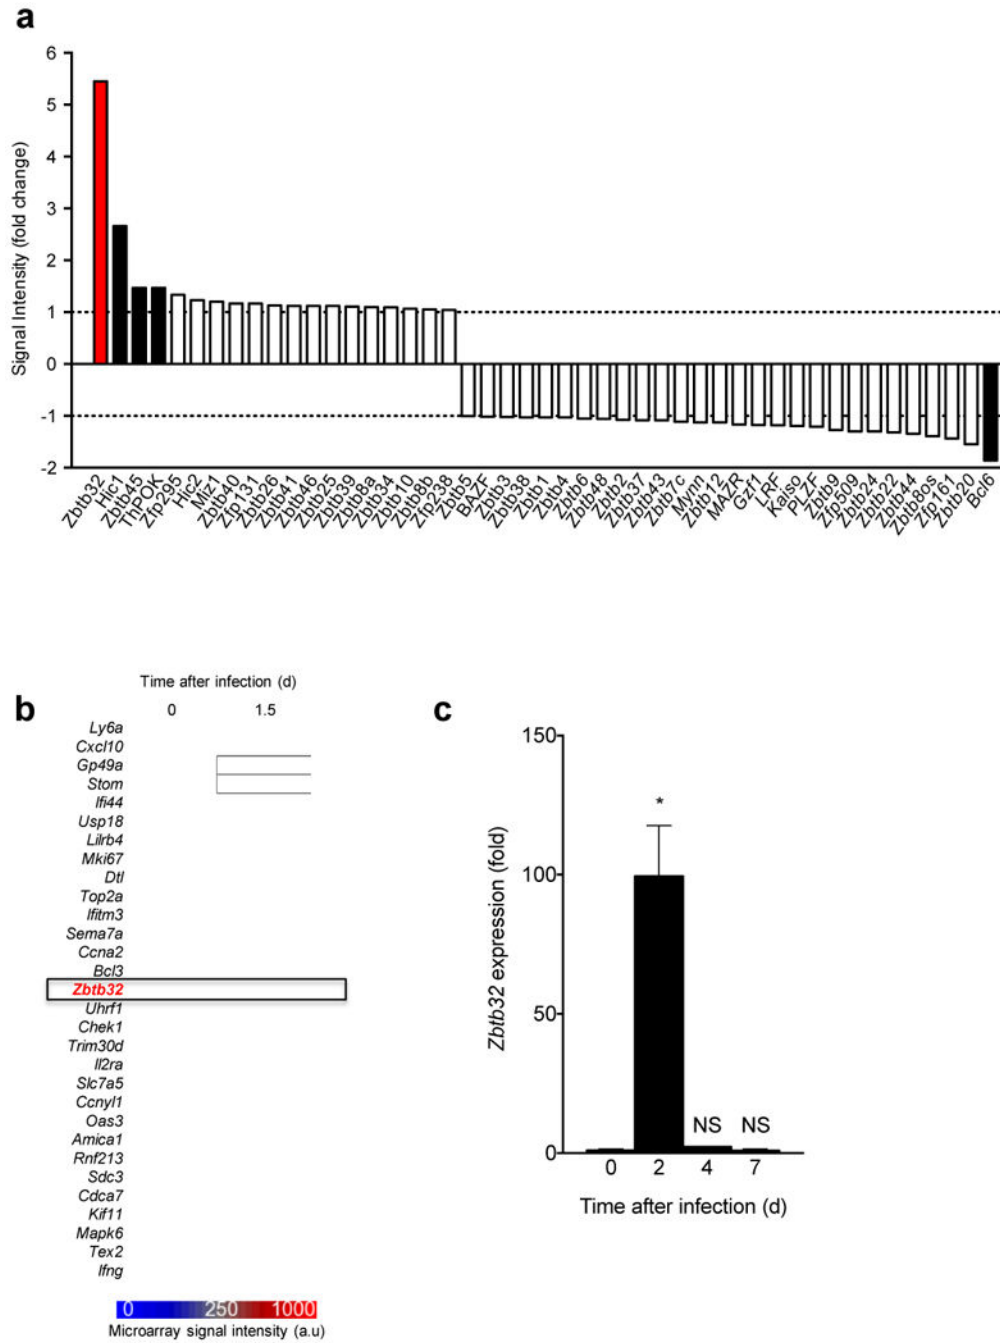 a
Signal Intensity (fold change)
6
5
4
3
2
1
0
-1
-2
Zbtb32
Hic1
Zbtb45
ThPOK
Zfp295
Hic2
Miz1
Zbtb40
Zfp131
Zbtb26
Zbtb41
Zbtb46
Zbtb25
Zbtb39
Zbtb8a
Zbtb34
Zbtb10
Zbtb8b
Zfp238
Zbtb5
BAZF
Zbtb3
Zbtb38
Zbtb1
Zbtb4
Zbtb6
Zbtb48
Zbtb2
Zbtb37
Zbtb43
Zbtb7c
Mynn
Zbtb12
MAZR
Gzf1
LRF
Kaiso
PLZF
Zbtb9
Zfp509
Zbtb24
Zbtb22
Zbtb44
Zbtb8os
Zfp161
Zbtb20
Bcl6
b
Time after infection (d)
0 1.5
Ly6a
Cxcl10
Gp49a
Stom
Ifi44
Usp18
Lilrb4
Mki67
Dtl
Top2a
Ifitm3
Sema7a
Ccna2
Bcl3
Zbtb32
Uhrf1
Chek1
Trim30d
Il2ra
Slc7a5
Ccnyl1
Oas3
Amica1
Rnf213
Sdc3
Cdca7
Kif11
Mapk6
Tex2
Ifng
0 250 1000
Microarray signal intensity (a.u)
c
Zbtb32 expression (fold)
150
100
50
0
*
NS NS
0 2 4 7
Time after infection (d)